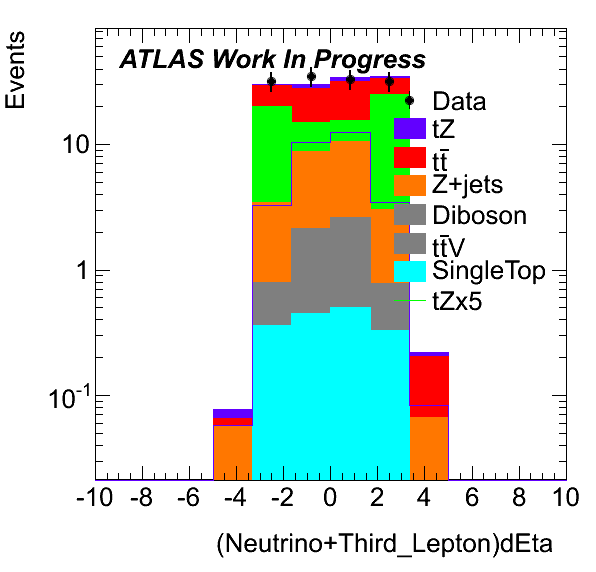 Events
ATLAS Work In Progress
Data
tZ
tt̄
Z+jets
Diboson
tt̄V
SingleTop
tZx5
10
1
10⁻¹
-10 -8 -6 -4 -2 0 2 4 6 8 10
(Neutrino+Third_Lepton)dEta